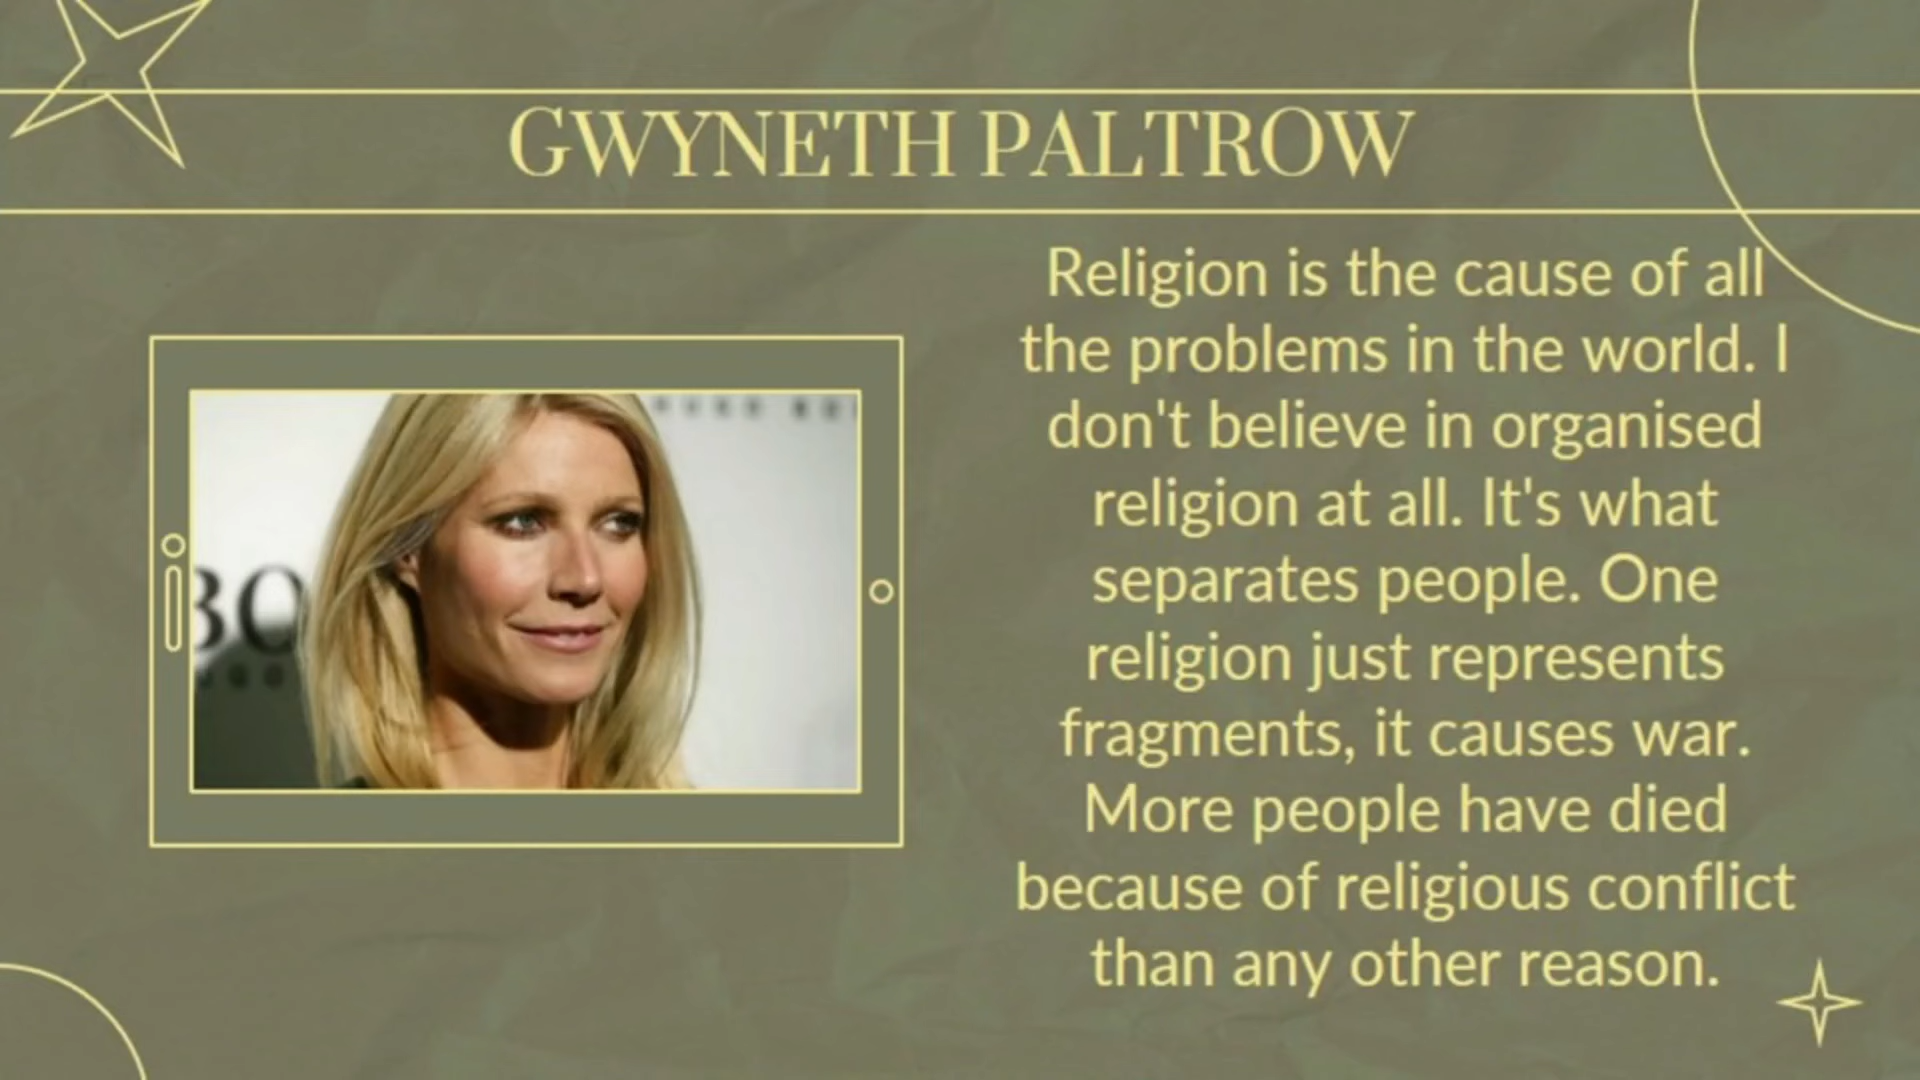 GWYNETH PALTROW
Religion is the cause of all
the problems in the world. I
don't believe in organised
religion at all. It's what
separates people. One
religion just represents
fragments, it causes war.
More people have died
because of religious conflict
than any other reason.
BO